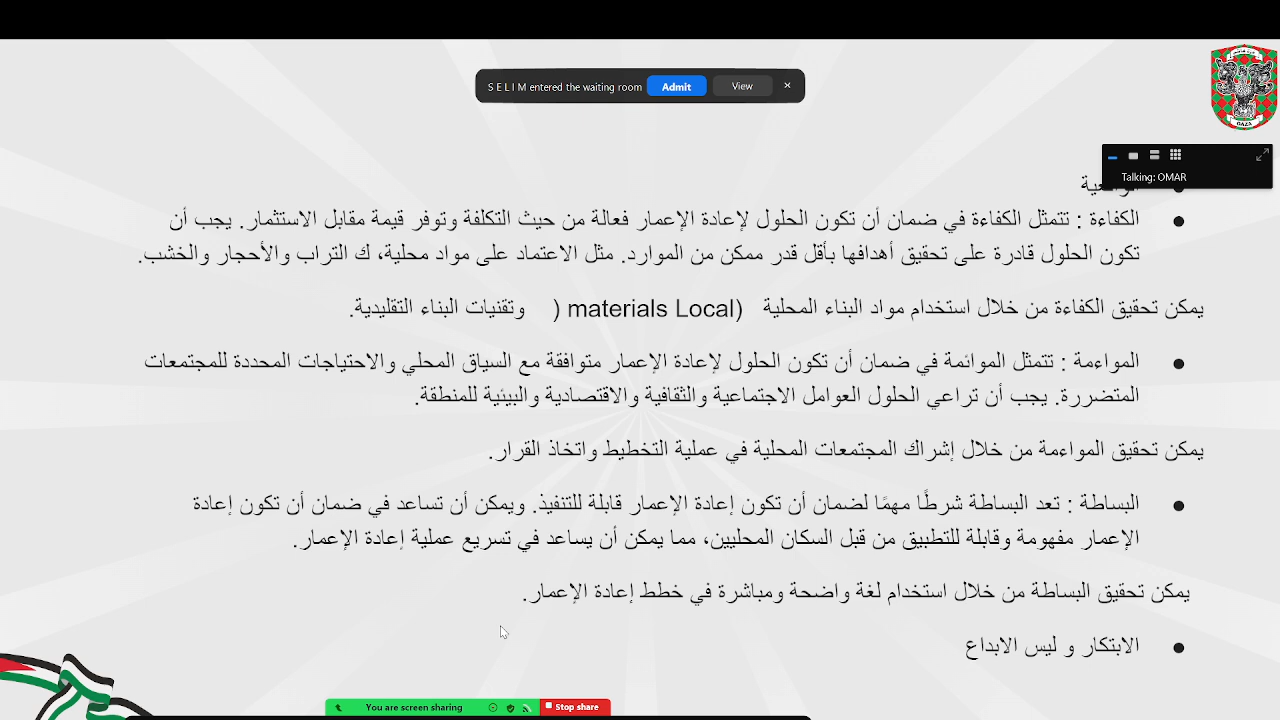 S E L I M entered the waiting room Admit View
GAZA
Talking: OMAR
الكفاءة : تتمثل الكفاءة في ضمان أن تكون الحلول لإعادة الإعمار فعالة من حيث التكلفة وتوفر قيمة مقابل الاستثمار. يجب أن
تكون الحلول قادرة على تحقيق أهدافها بأقل قدر ممكن من الموارد. مثل الاعتماد على مواد محلية، ك التراب والأحجار والخشب.
يمكن تحقيق الكفاءة من خلال استخدام مواد البناء المحلية (materials Local ) وتقنيات البناء التقليدية.
المواءمة : تتمثل الموائمة في ضمان أن تكون الحلول لإعادة الإعمار متوافقة مع السياق المحلي والاحتياجات المحددة للمجتمعات
المتضررة. يجب أن تراعي الحلول العوامل الاجتماعية والثقافية والاقتصادية والبيئية للمنطقة.
يمكن تحقيق المواءمة من خلال إشراك المجتمعات المحلية في عملية التخطيط واتخاذ القرار.
البساطة : تعد البساطة شرطًا مهمًا لضمان أن تكون إعادة الإعمار قابلة للتنفيذ. ويمكن أن تساعد في ضمان أن تكون إعادة
الإعمار مفهومة وقابلة للتطبيق من قبل السكان المحليين، مما يمكن أن يساعد في تسريع عملية إعادة الإعمار.
يمكن تحقيق البساطة من خلال استخدام لغة واضحة ومباشرة في خطط إعادة الإعمار.
الابتكار و ليس الابداع
You are screen sharing Stop share